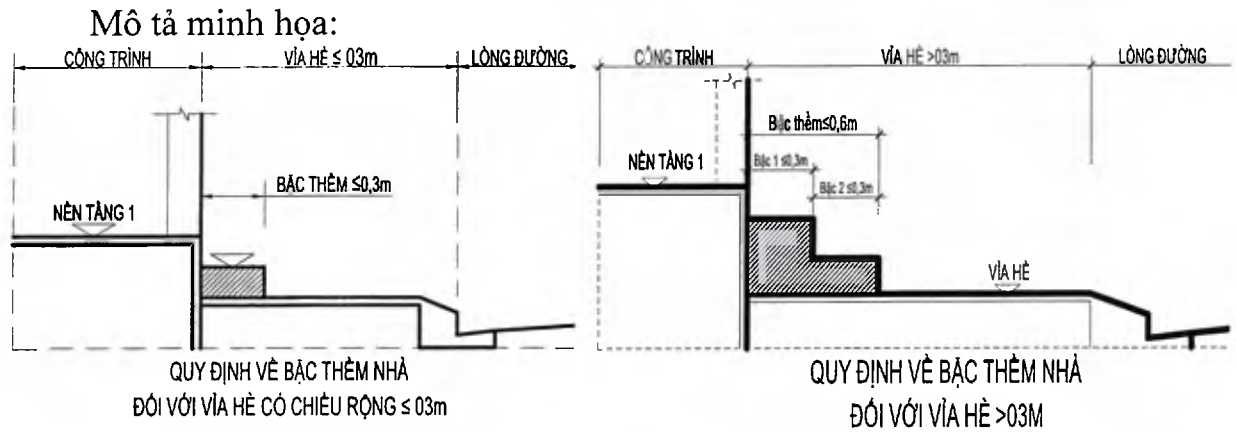 Mô tả minh họa:
CÔNG TRÌNH
VỈA HÈ ≤ 03m
LÒNG ĐƯỜNG
BẬC THỀM ≤0,3m
NỀN TẦNG 1
QUY ĐỊNH VỀ BẬC THỀM NHÀ
ĐỐI VỚI VỈA HÈ CÓ CHIỀU RỘNG ≤ 03m
CÔNG TRÌNH
VỈA HÈ >03m
LÒNG ĐƯỜNG
Bậc thềm≤0,6m
NỀN TẦNG 1
Bậc 1 ≤0,3m
Bậc 2 ≤0,3m
VỈA HÈ
QUY ĐỊNH VỀ BẬC THỀM NHÀ
ĐỐI VỚI VỈA HÈ >03M